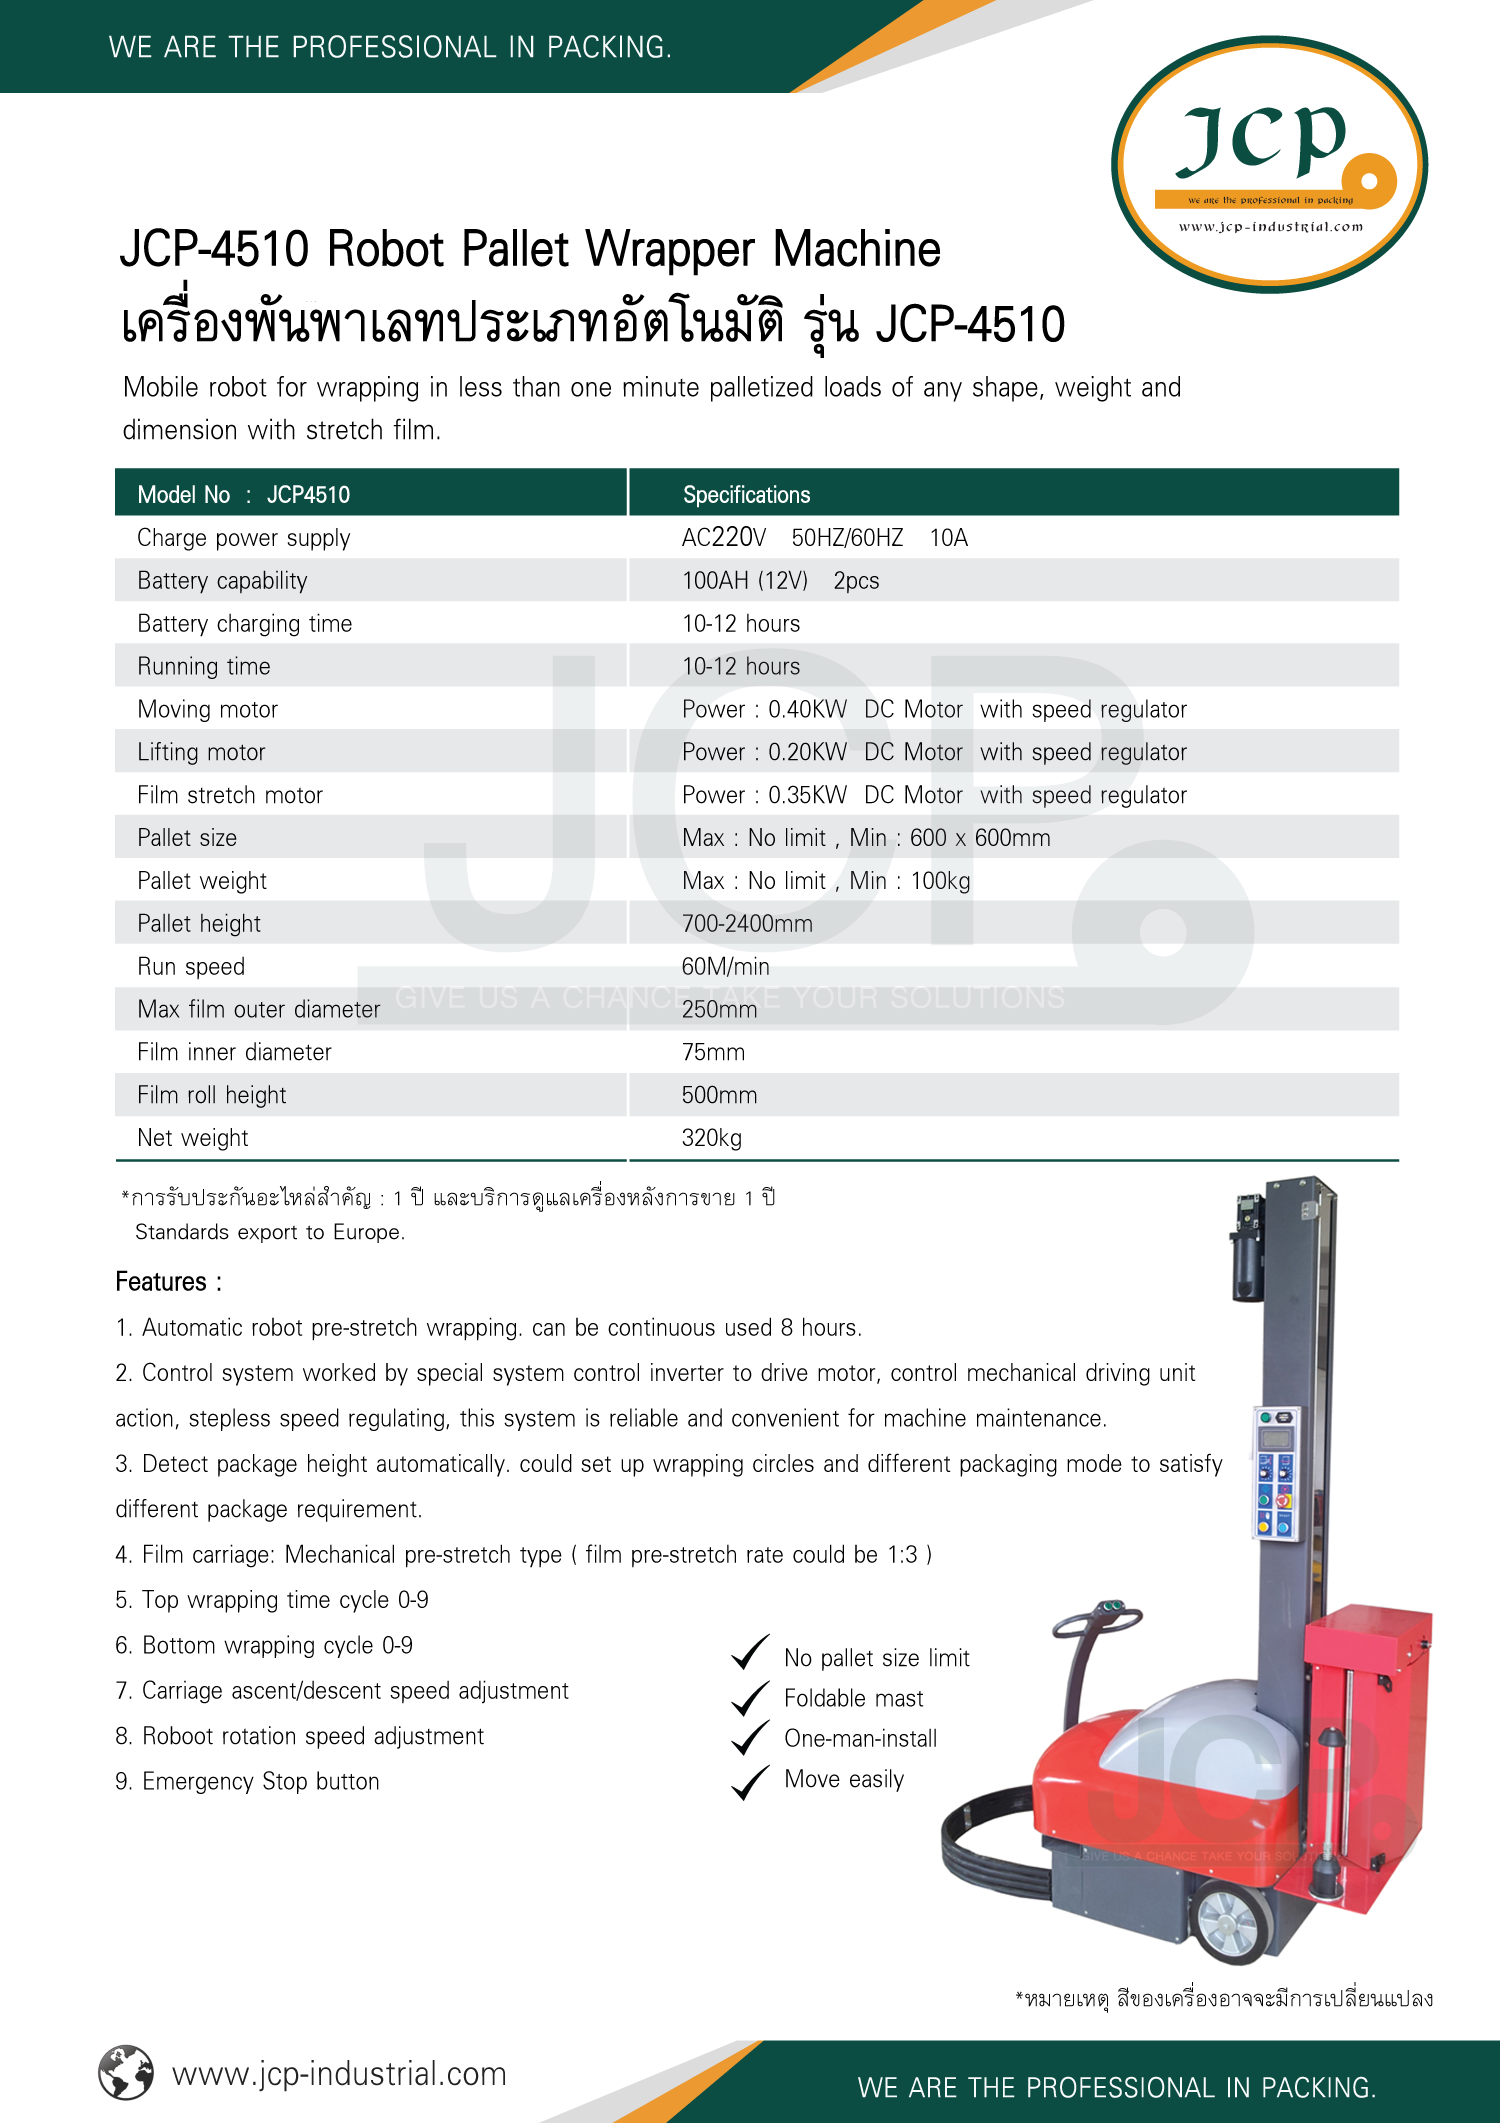 WE ARE THE PROFESSIONAL IN PACKING.
JCP
we are the professional in packing
www.jcp-industrial.com
JCP-4510 Robot Pallet Wrapper Machine
เครื่องพันพาเลทประเภทอัตโนมัติ รุ่น JCP-4510
Mobile robot for wrapping in less than one minute palletized loads of any shape, weight and
dimension with stretch film.
Model No : JCP4510 Specifications
Charge power supply AC220V 50HZ/60HZ 10A
Battery capability 100AH (12V) 2pcs
Battery charging time 10-12 hours
Running time 10-12 hours
Moving motor Power : 0.40KW DC Motor with speed regulator
Lifting motor Power : 0.20KW DC Motor with speed regulator
Film stretch motor Power : 0.35KW DC Motor with speed regulator
Pallet size Max : No limit , Min : 600 x 600mm
Pallet weight Max : No limit , Min : 100kg
Pallet height 700-2400mm
Run speed 60M/min
Max film outer diameter 250mm
Film inner diameter 75mm
Film roll height 500mm
Net weight 320kg
JCP
GIVE US A CHANCE TAKE YOUR SOLUTIONS
*การรับประกันอะไหล่สำคัญ : 1 ปี และบริการดูแลเครื่องหลังการขาย 1 ปี
Standards export to Europe.
Features :
1. Automatic robot pre-stretch wrapping. can be continuous used 8 hours.
2. Control system worked by special system control inverter to drive motor, control mechanical driving unit
action, stepless speed regulating, this system is reliable and convenient for machine maintenance.
3. Detect package height automatically. could set up wrapping circles and different packaging mode to satisfy
different package requirement.
4. Film carriage: Mechanical pre-stretch type ( film pre-stretch rate could be 1:3 )
5. Top wrapping time cycle 0-9
6. Bottom wrapping cycle 0-9
7. Carriage ascent/descent speed adjustment
8. Roboot rotation speed adjustment
9. Emergency Stop button
No pallet size limit
Foldable mast
One-man-install
Move easily
JCP
GIVE US A CHANCE TAKE YOUR
*หมายเหตุ สีของเครื่องอาจจะมีการเปลี่ยนแปลง
www.jcp-industrial.com
WE ARE THE PROFESSIONAL IN PACKING.